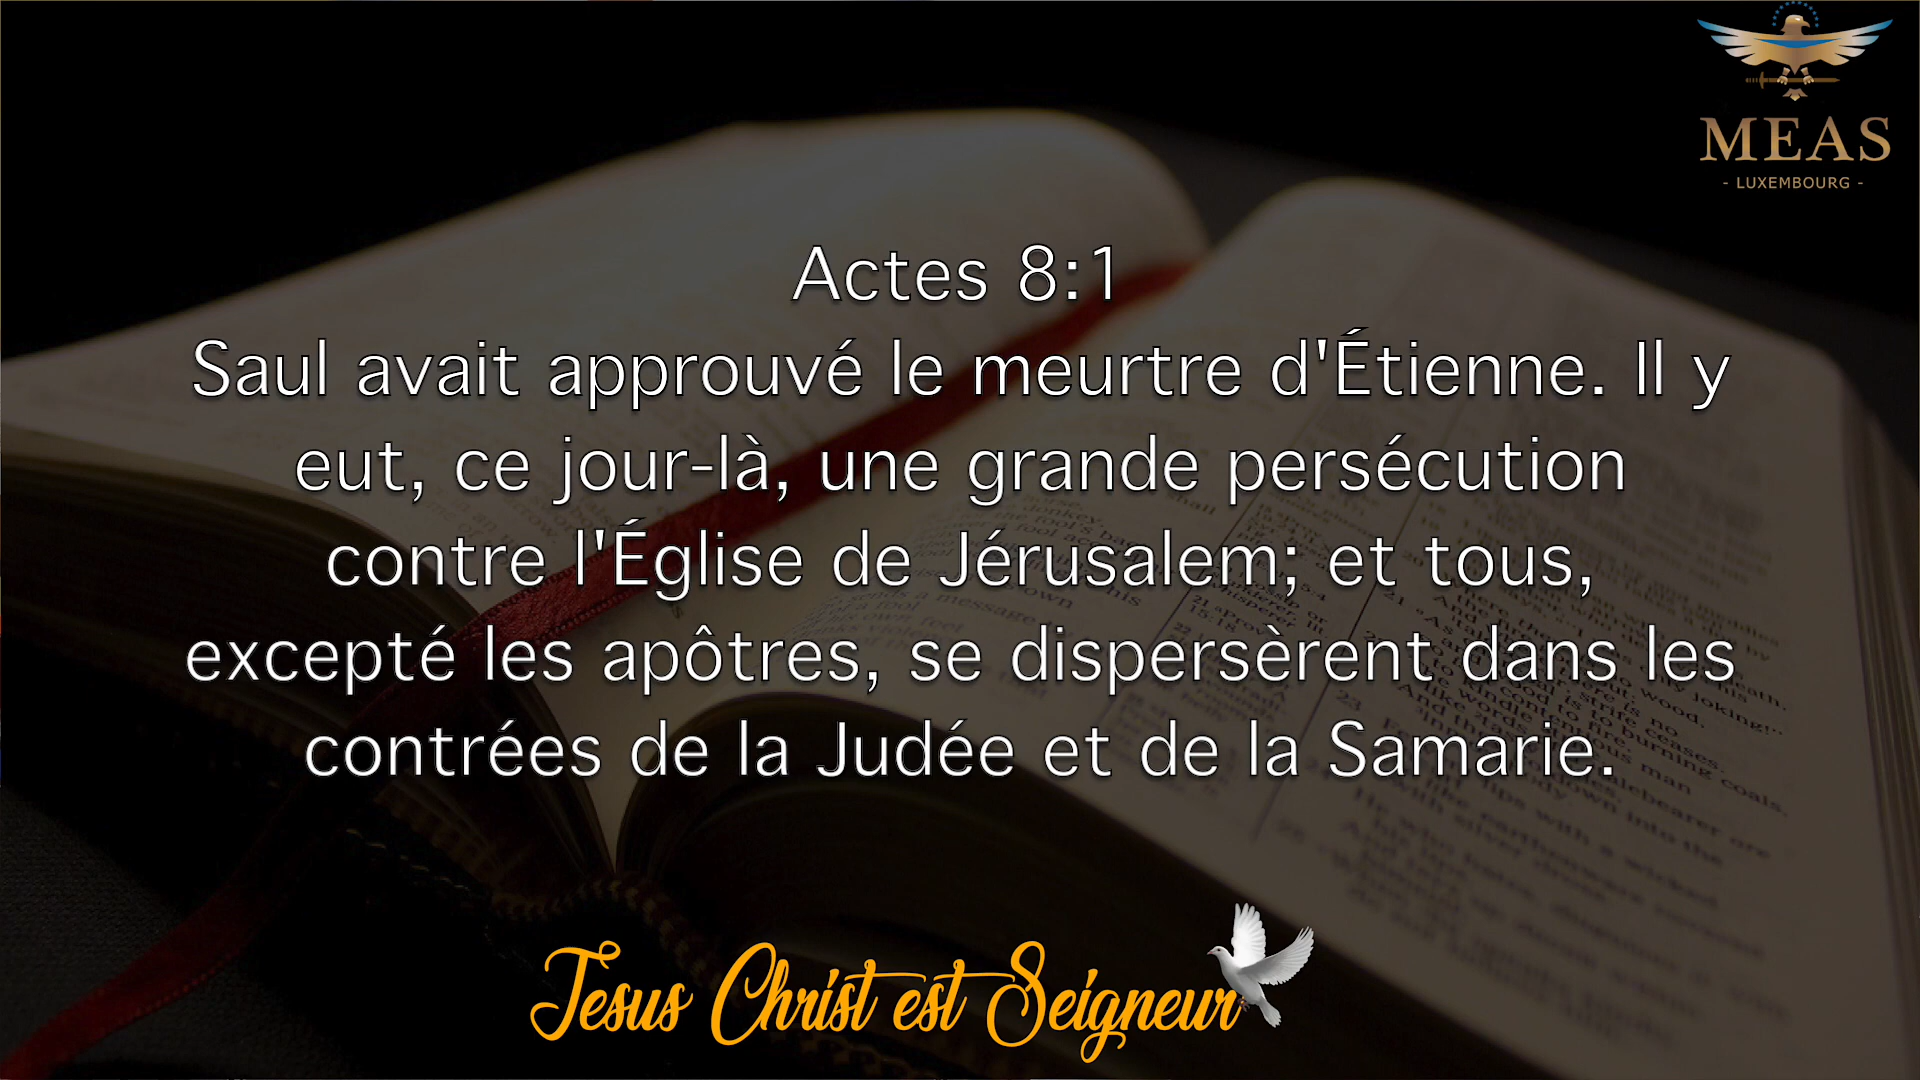 MEAS
- LUXEMBOURG -
Actes 8:1
Saul avait approuvé le meurtre d'Étienne. Il y
eut, ce jour-là, une grande persécution
contre l'Église de Jérusalem; et tous,
excepté les apôtres, se dispersèrent dans les
contrées de la Judée et de la Samarie.
Jesus Christ est Seigneur